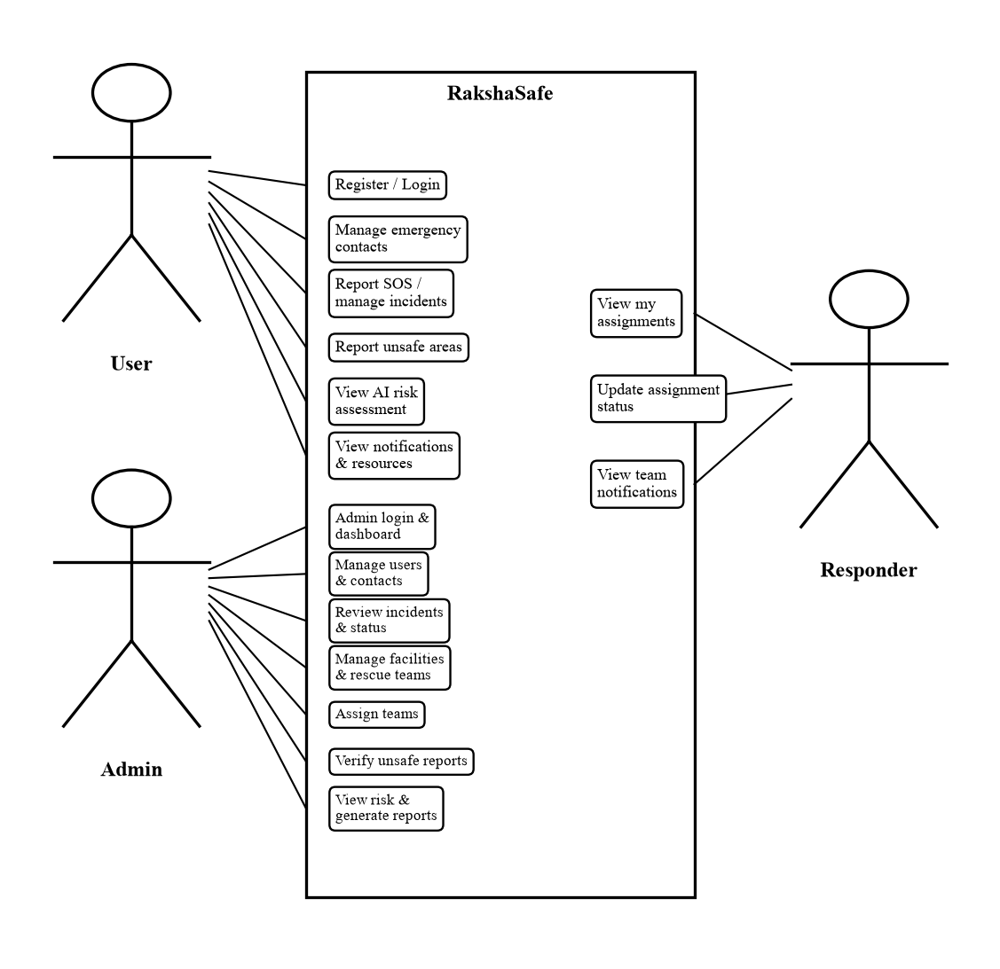 RakshaSafe
Register / Login
Manage emergency
contacts
Report SOS /
manage incidents
Report unsafe areas
View AI risk
assessment
View notifications
& resources
User
Admin login &
dashboard
Manage users
& contacts
Review incidents
& status
Manage facilities
& rescue teams
Assign teams
Verify unsafe reports
View risk &
generate reports
Admin
View my
assignments
Update assignment
status
View team
notifications
Responder